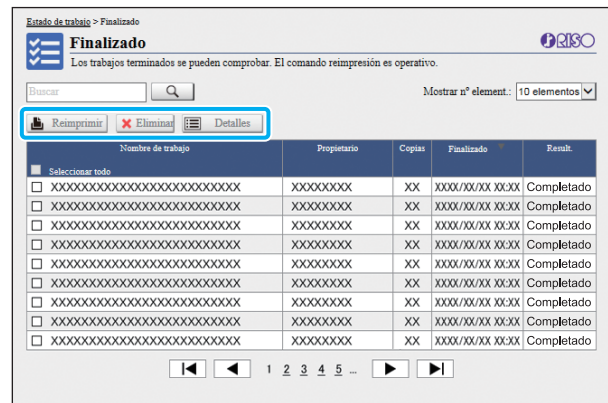 Estado de trabajo > Finalizado
Finalizado
RISO
Los trabajos terminados se pueden comprobar. El comando reimpresión es operativo.
Buscar
Mostrar nº element.: 10 elementos
Reimprimir Eliminar Detalles
Nombre de trabajo Propietario Copias Finalizado Result.
Seleccionar todo
XXXXXXXXXXXXXXXXXXXXXXXXX XXXXXXXX XX XXXX/XX/XX XX:XX Completado
XXXXXXXXXXXXXXXXXXXXXXXXX XXXXXXXX XX XXXX/XX/XX XX:XX Completado
XXXXXXXXXXXXXXXXXXXXXXXXX XXXXXXXX XX XXXX/XX/XX XX:XX Completado
XXXXXXXXXXXXXXXXXXXXXXXXX XXXXXXXX XX XXXX/XX/XX XX:XX Completado
XXXXXXXXXXXXXXXXXXXXXXXXX XXXXXXXX XX XXXX/XX/XX XX:XX Completado
XXXXXXXXXXXXXXXXXXXXXXXXX XXXXXXXX XX XXXX/XX/XX XX:XX Completado
XXXXXXXXXXXXXXXXXXXXXXXXX XXXXXXXX XX XXXX/XX/XX XX:XX Completado
XXXXXXXXXXXXXXXXXXXXXXXXX XXXXXXXX XX XXXX/XX/XX XX:XX Completado
XXXXXXXXXXXXXXXXXXXXXXXXX XXXXXXXX XX XXXX/XX/XX XX:XX Completado
1 2 3 4 5 ...